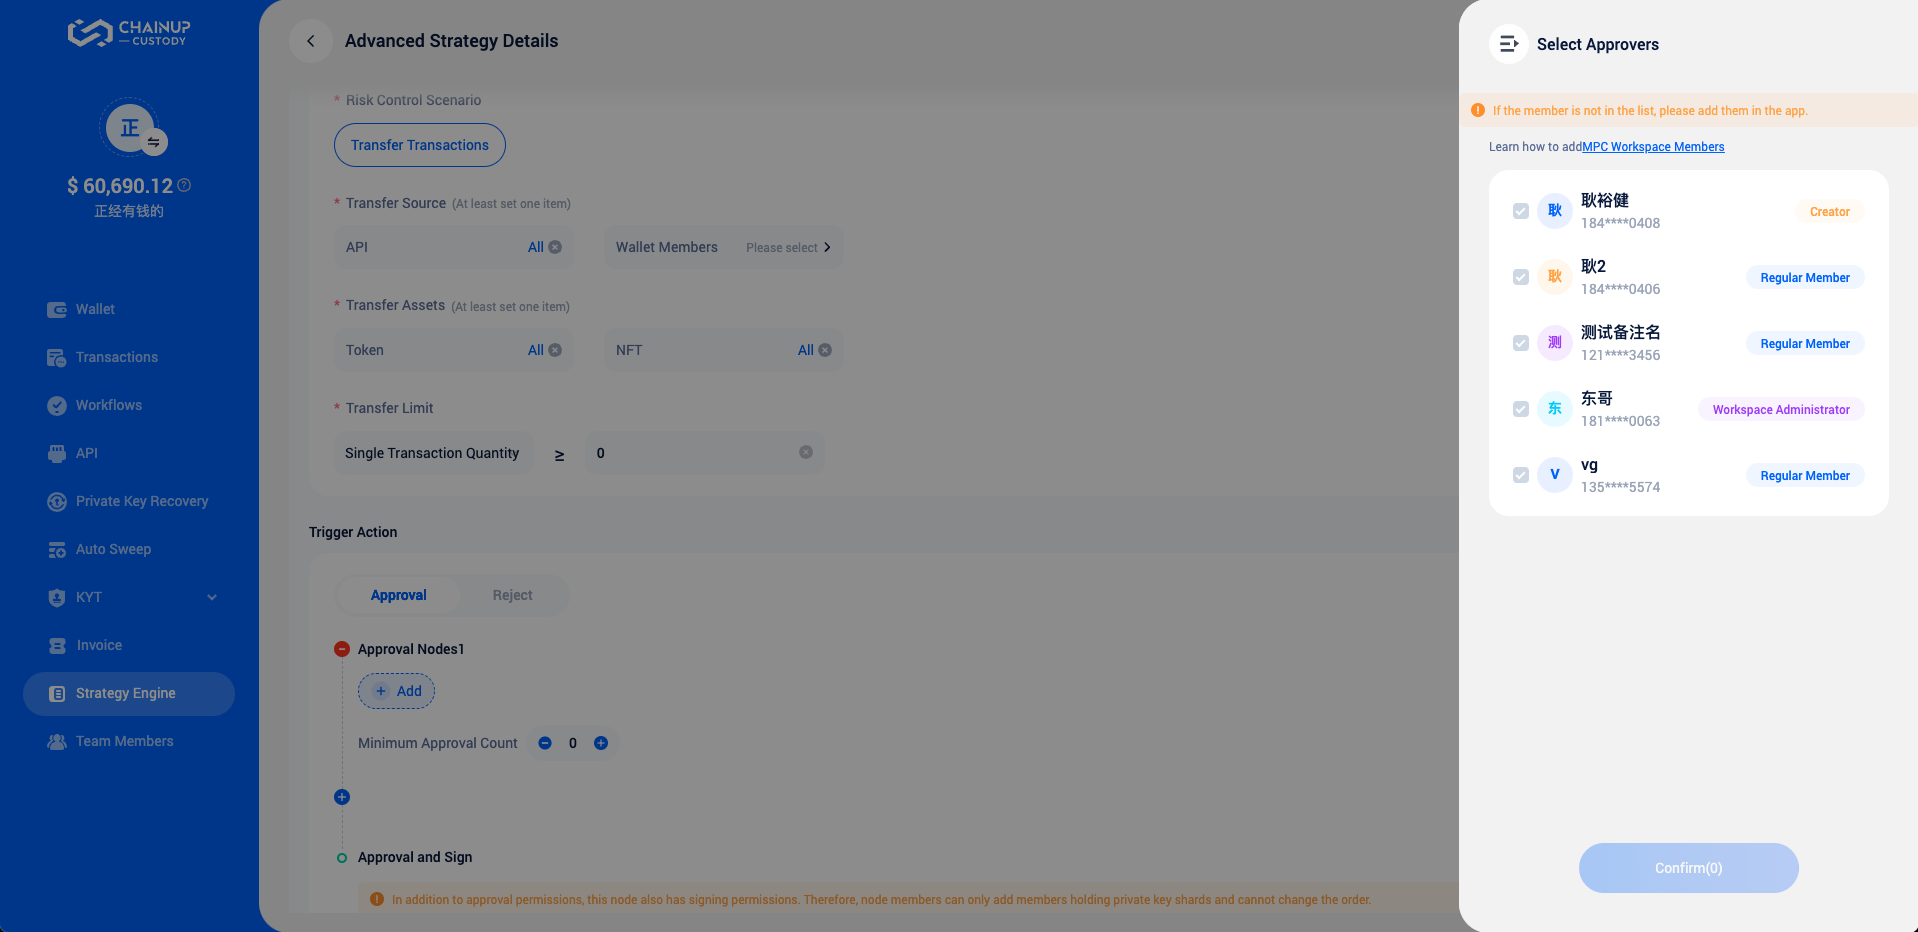 CHAINUP
CUSTODY
正
$ 60,690.12
正经有钱的
Wallet
Transactions
Workflows
API
Private Key Recovery
Auto Sweep
KYT
Invoice
Strategy Engine
Team Members
Advanced Strategy Details
* Risk Control Scenario
Transfer Transactions
* Transfer Source (At least set one item)
API All Wallet Members Please select
* Transfer Assets (At least set one item)
Token All NFT All
* Transfer Limit
Single Transaction Quantity ≥ 0
Trigger Action
Approval Reject
Approval Nodes1
+ Add
Minimum Approval Count 0
Approval and Sign
In addition to approval permissions, this node also has signing permissions. Therefore, node members can only add members holding private key shards and cannot change the order.
Select Approvers
If the member is not in the list, please add them in the app.
Learn how to addMPC Workspace Members
耿 耿裕健
184****0408
Creator
耿 耿2
184****0406
Regular Member
测 测试备注名
121****3456
Regular Member
东 东哥
181****0063
Workspace Administrator
V vg
135****5574
Regular Member
Confirm(0)